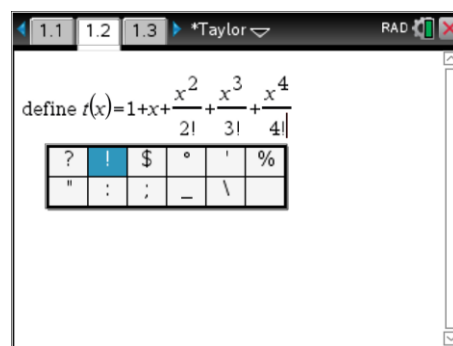 1.1 1.2 1.3 *Taylor RAD
define t(x)=1+x+x^2/2!+x^3/3!+x^4/4!
? ! $ ° ' %
" : ; _ \